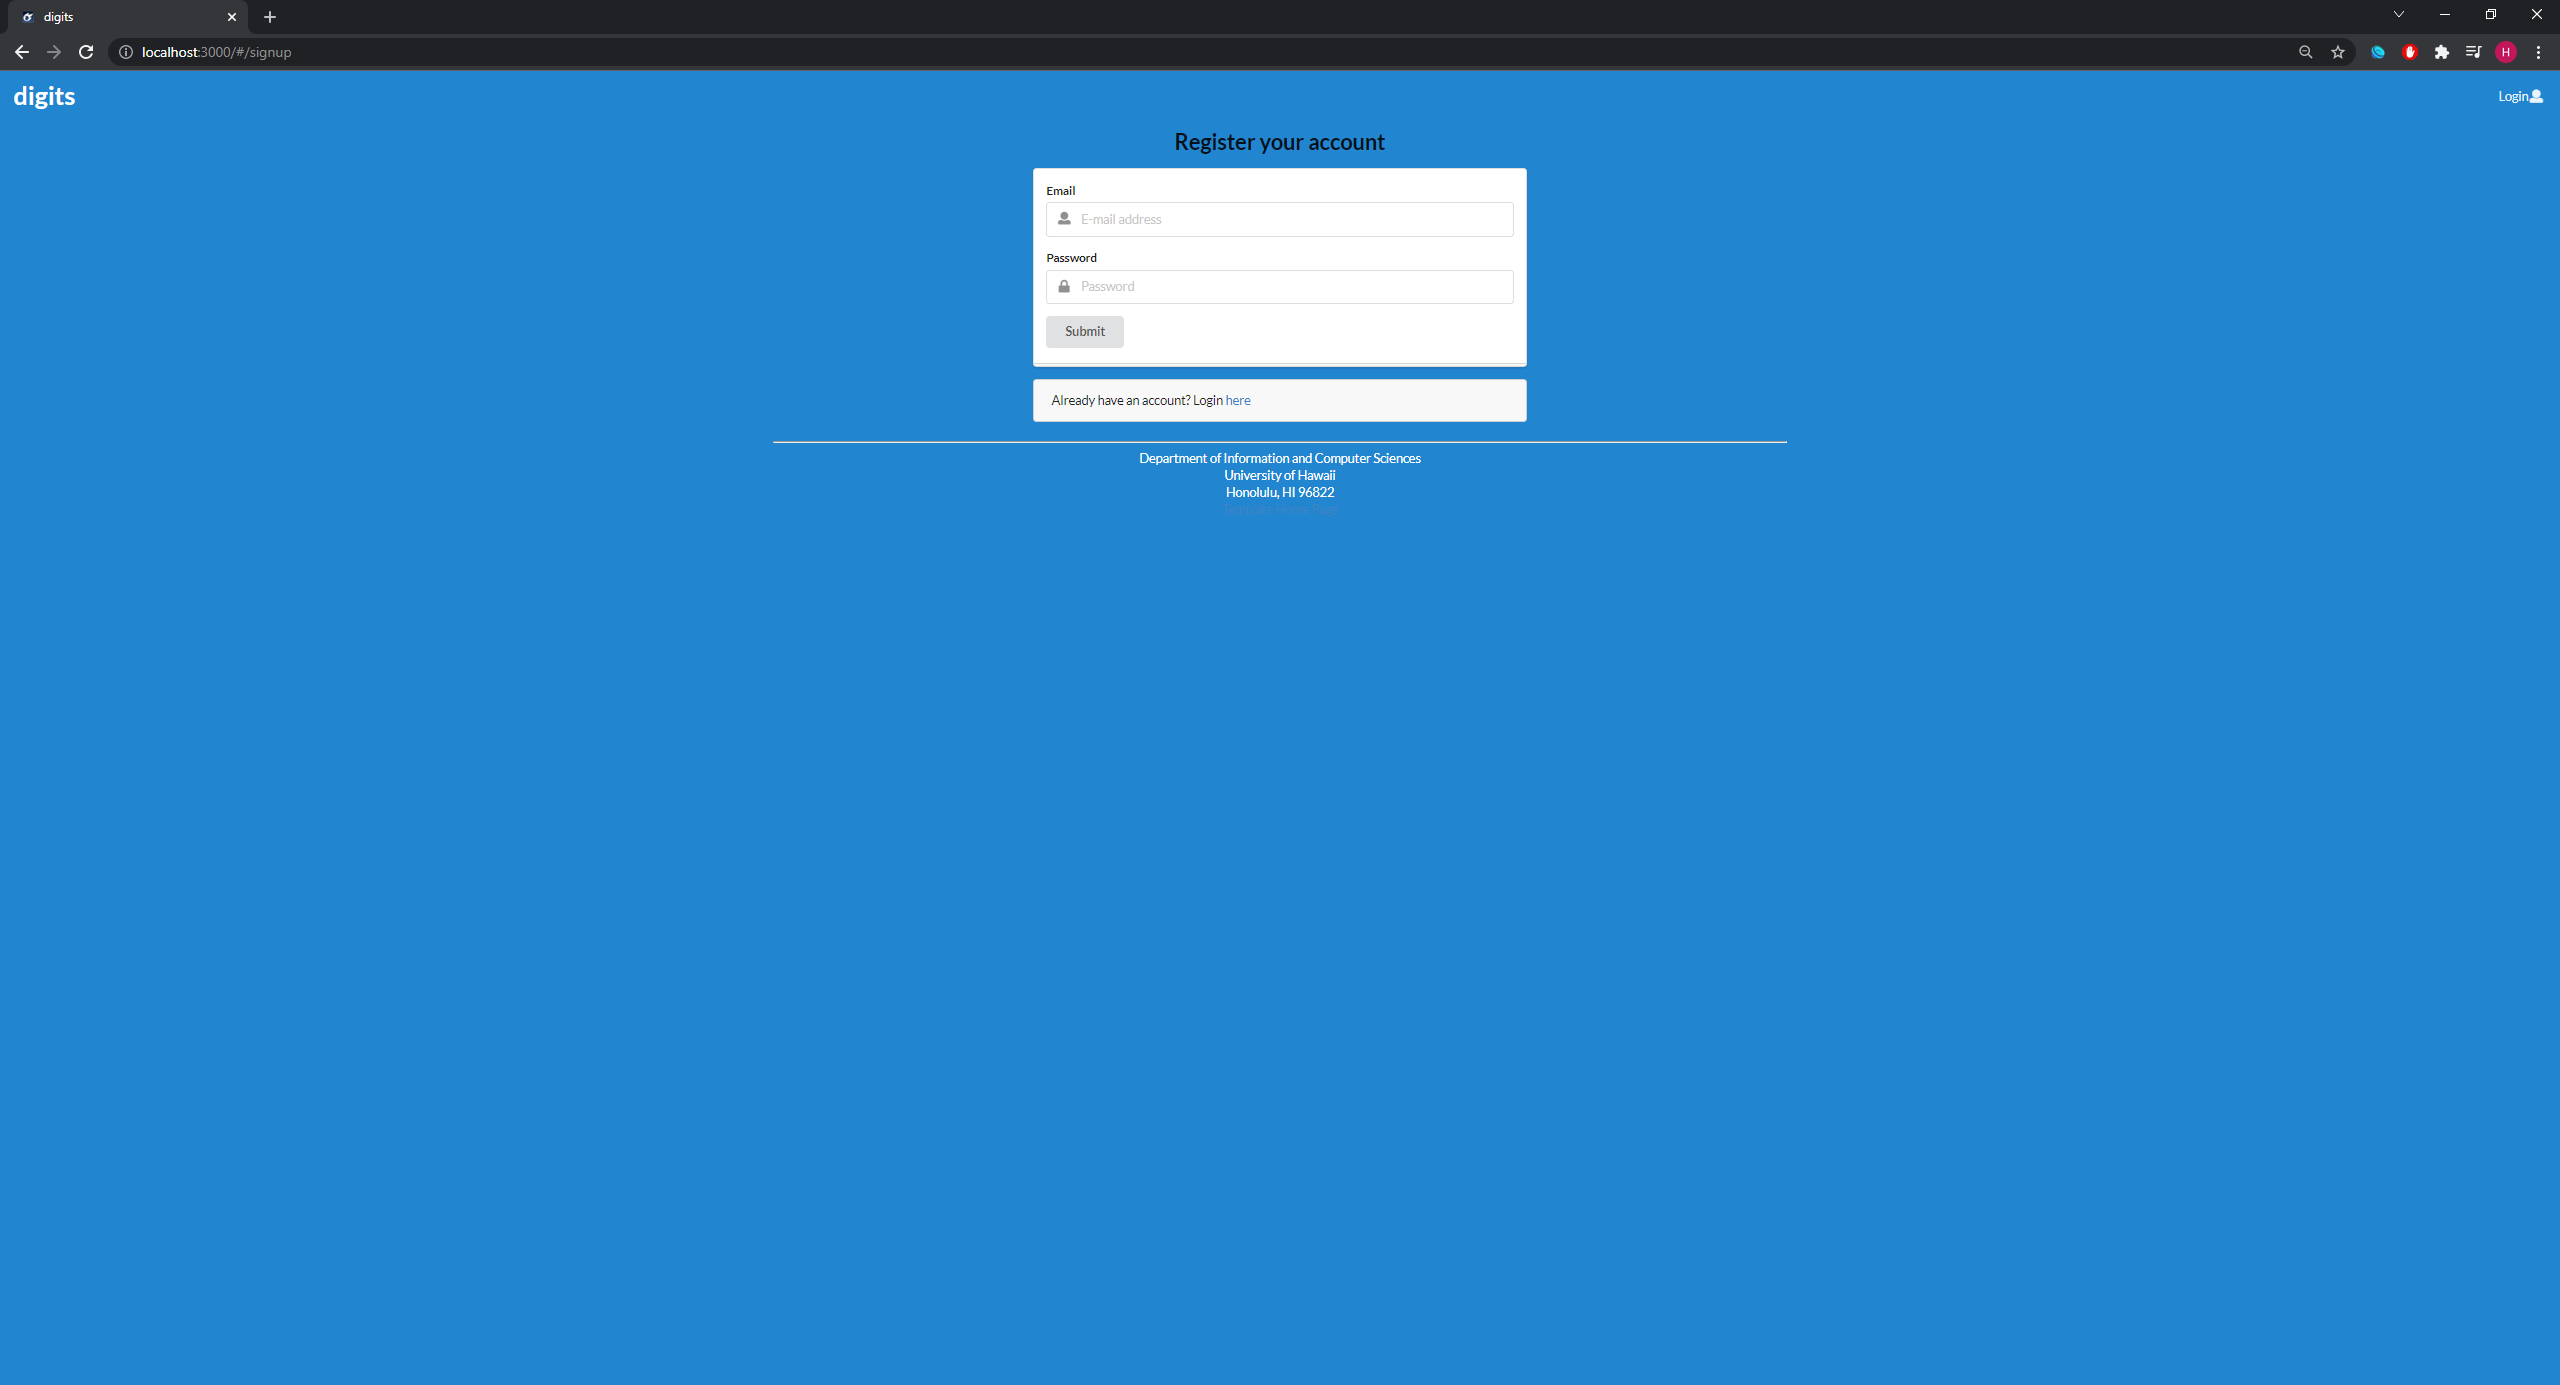 digits
localhost:3000/#/signup
H
digits
Login
Register your account
Email
E-mail address
Password
Password
Submit
Already have an account? Login here
Department of Information and Computer Sciences
University of Hawaii
Honolulu, HI 96822
Template Home Page